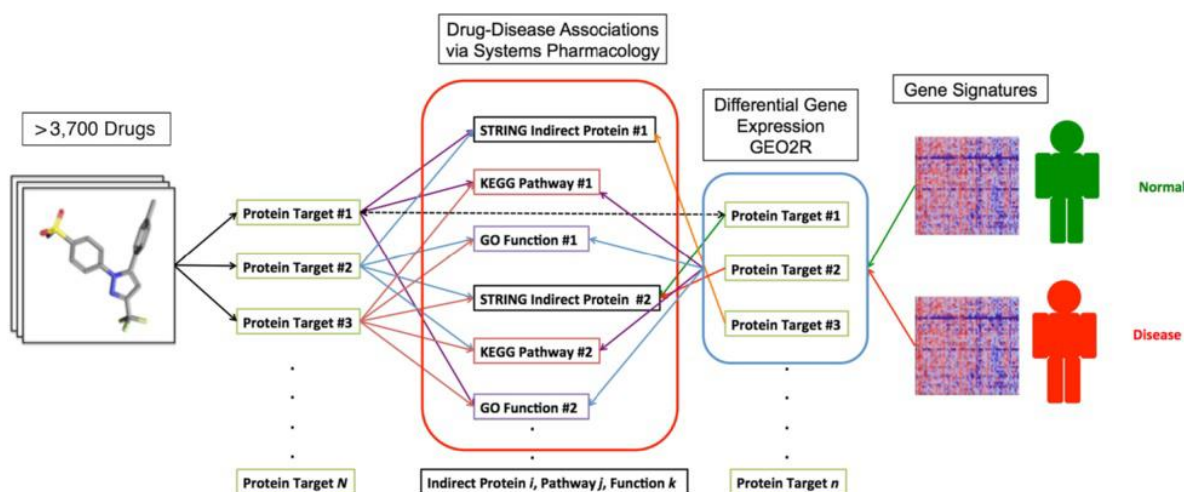 Drug-Disease Associations
via Systems Pharmacology
>3,700 Drugs
Differential Gene
Expression
GEO2R
Gene Signatures
STRING Indirect Protein #1
KEGG Pathway #1
GO Function #1
STRING Indirect Protein #2
KEGG Pathway #2
GO Function #2
Protein Target #1
Protein Target #2
Protein Target #3
Protein Target #1
Protein Target #2
Protein Target #3
Normal
Disease
Protein Target N
Indirect Protein i, Pathway j, Function k
Protein Target n